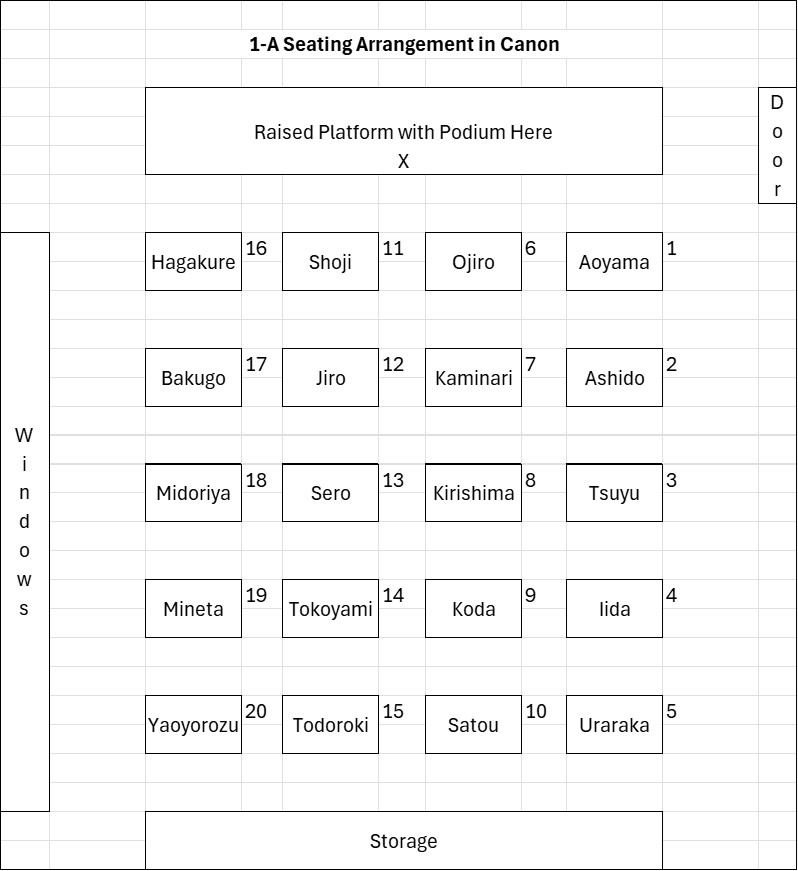 1-A Seating Arrangement in Canon
Raised Platform with Podium Here
X
Door
Hagakure 16 Shoji 11 Ojiro 6 Aoyama 1
Bakugo 17 Jiro 12 Kaminari 7 Ashido 2
Windows
Midoriya 18 Sero 13 Kirishima 8 Tsuyu 3
Mineta 19 Tokoyami 14 Koda 9 Iida 4
Yaoyorozu 20 Todoroki 15 Satou 10 Uraraka 5
Storage